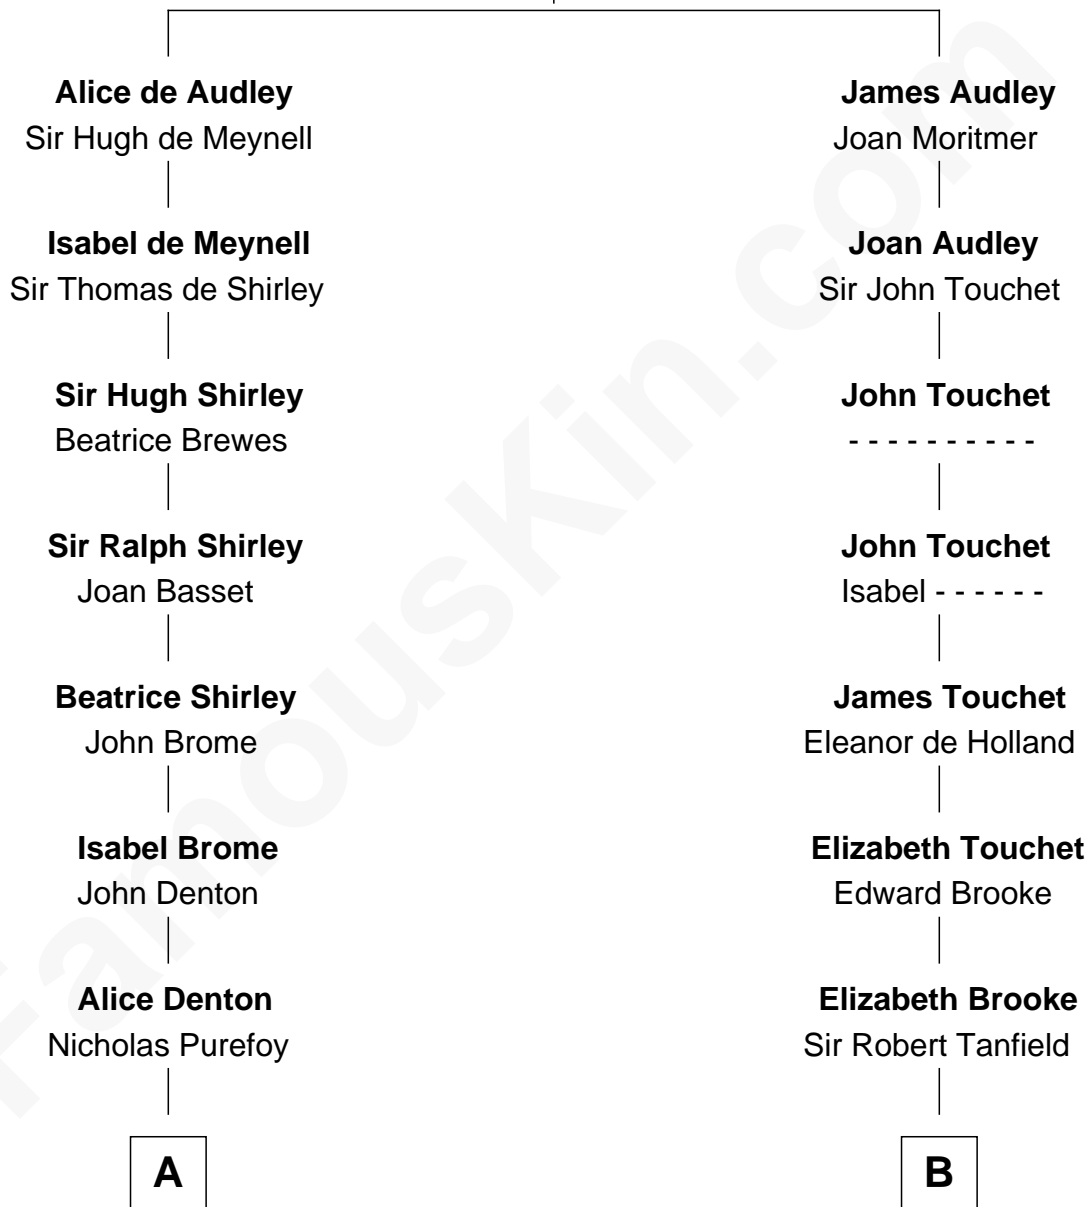 Alice de Audley
Sir Hugh de Meynell
Isabel de Meynell
Sir Thomas de Shirley
Sir Hugh Shirley
Beatrice Brewes
Sir Ralph Shirley
Joan Basset
Beatrice Shirley
John Brome
Isabel Brome
John Denton
Alice Denton
Nicholas Purefoy
A
James Audley
Joan Moritmer
Joan Audley
Sir John Touchet
John Touchet
- - - - - - - - - -
John Touchet
Isabel - - - - - -
James Touchet
Eleanor de Holland
Elizabeth Touchet
Edward Brooke
Elizabeth Brooke
Sir Robert Tanfield
B
FamousKin.com